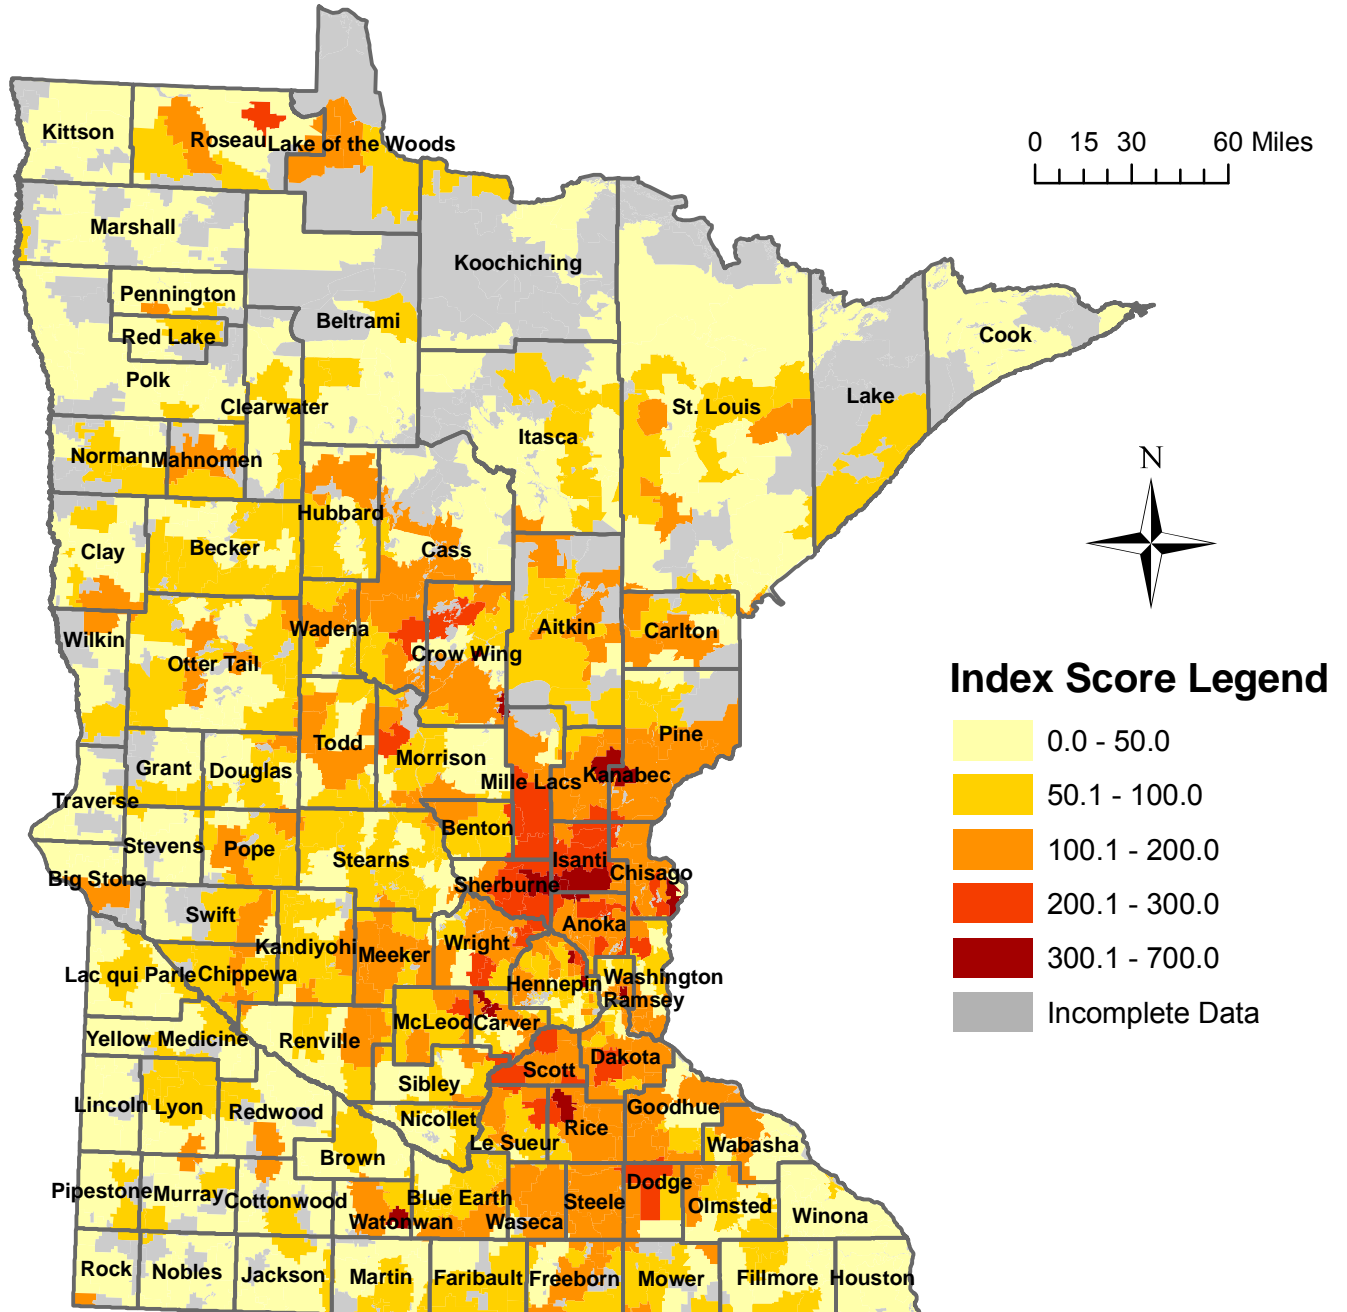 Kittson
Roseau
Lake of the Woods
0 15 30 60 Miles
Marshall
Koochiching
Pennington
Beltrami
Red Lake
Cook
Polk
Lake
Clearwater
St. Louis
Itasca
Norman
Mahnomen
N
Hubbard
Becker
Clay
Cass
Wadena
Aitkin
Carlton
Wilkin
Crow Wing
Otter Tail
Index Score Legend
0.0 - 50.0
50.1 - 100.0
100.1 - 200.0
200.1 - 300.0
300.1 - 700.0
Incomplete Data
Pine
Todd
Morrison
Grant
Douglas
Mille Lacs
Kanabec
Traverse
Benton
Stevens
Pope
Stearns
Isanti
Chisago
Big Stone
Sherburne
Swift
Anoka
Kandiyohi
Wright
Meeker
Lac qui Parle
Chippewa
Washington
Hennepin
Ramsey
McLeod
Carver
Yellow Medicine
Renville
Dakota
Scott
Sibley
Lincoln
Lyon
Redwood
Goodhue
Nicollet
Rice
Le Sueur
Wabasha
Brown
Dodge
Pipestone
Murray
Cottonwood
Blue Earth
Steele
Olmsted
Watonwan
Waseca
Winona
Rock
Nobles
Jackson
Martin
Faribault
Freeborn
Mower
Fillmore
Houston